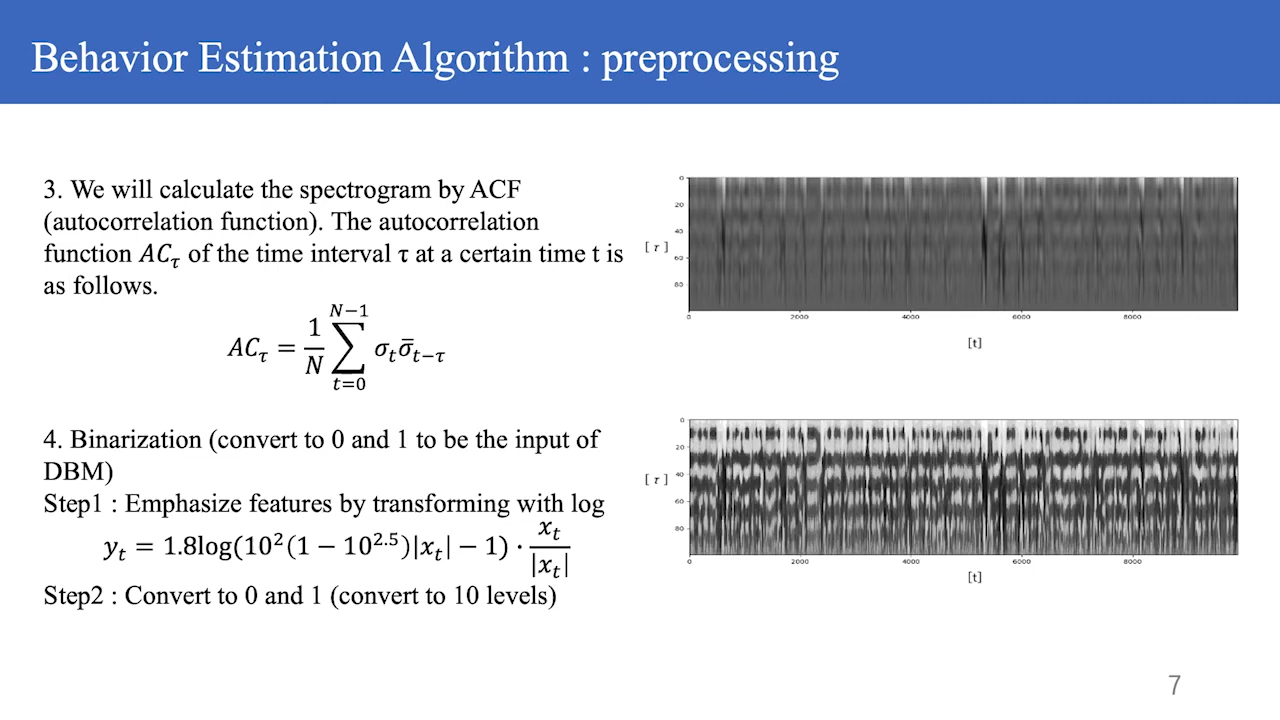 Behavior Estimation Algorithm : preprocessing
3. We will calculate the spectrogram by ACF
(autocorrelation function). The autocorrelation
function AC_τ of the time interval τ at a certain time t is
as follows.
AC_τ = \frac{1}{N} \sum_{t=0}^{N-1} σ_t \bar{σ}_{t-τ}
4. Binarization (convert to 0 and 1 to be the input of
DBM)
Step1 : Emphasize features by transforming with log
y_t = 1.8log(10^2(1 − 10^{2.5})|x_t| − 1) · \frac{x_t}{|x_t|}
Step2 : Convert to 0 and 1 (convert to 10 levels)
0
20
40
60
80
[ τ ]
0 2000 4000 6000 8000
[t]
0
20
40
60
80
[ τ ]
0 2000 4000 6000 8000
[t]
7